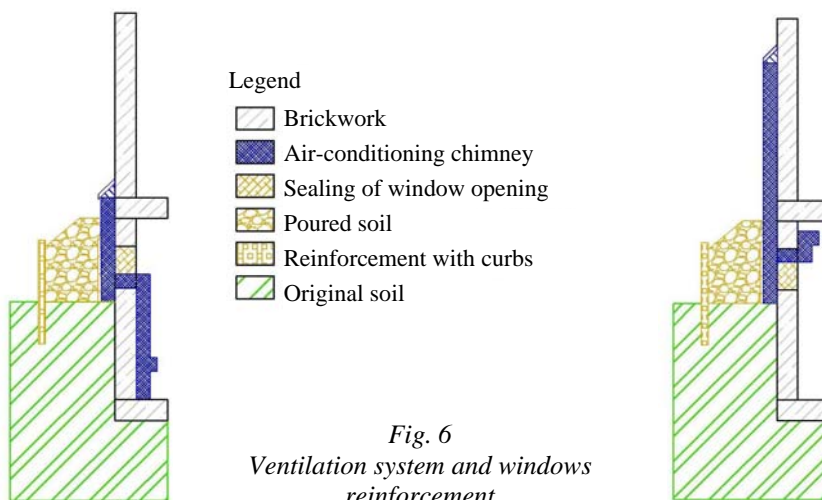 Legend
Brickwork
Air-conditioning chimney
Sealing of window opening
Poured soil
Reinforcement with curbs
Original soil
Fig. 6
Ventilation system and windows
reinforcement